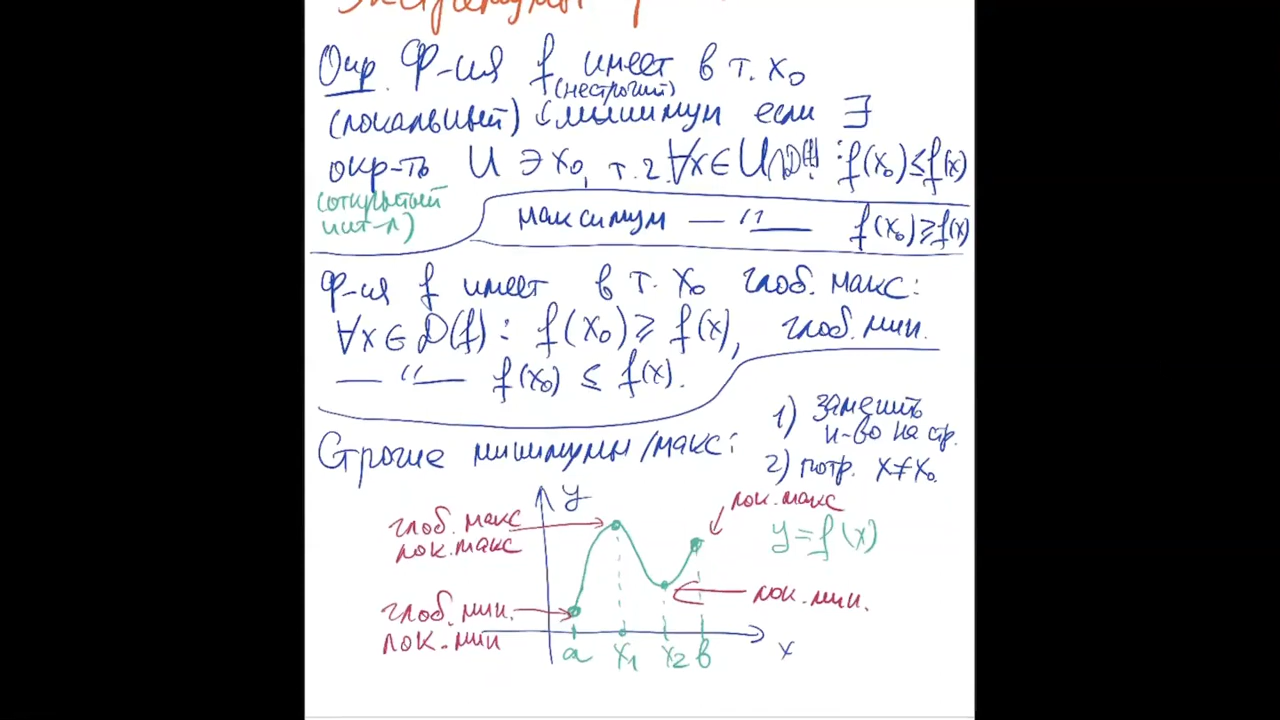 Опр. Ф-ия f имеет в т. x₀
(нестрогий)
(локальный) минимум если ∃
окр-ть U ∋ x₀, т.ч. ∀x∈U∩D(f): f(x₀)≤f(x)
(открытый
инт-л)
максимум —〃— f(x₀)≥f(x)
Ф-ия f имеет в т. x₀ глоб. макс:
∀x∈D(f): f(x₀)≥f(x), глоб. мин.
—〃— f(x₀) ≤ f(x).
1) заменить
н-во на стр.
Строгие минимумы/макс:
2) потр. x≠x₀.
y
лок. макс
глоб. макс
лок. макс
y=f(x)
лок. мин.
глоб. мин.
лок. мин
a x₁ x₂ b
x